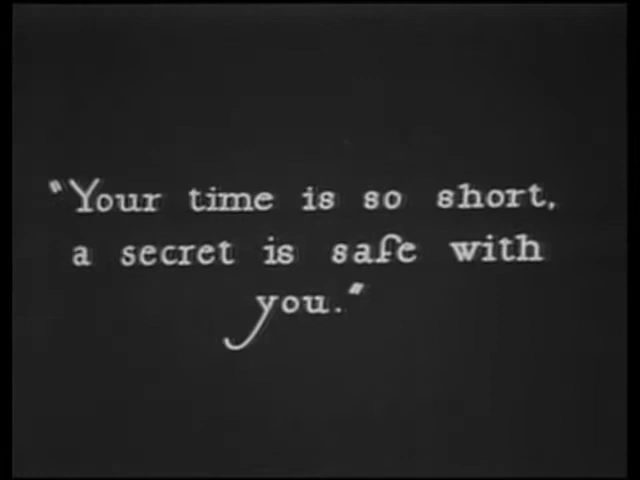 "Your time is so short,
a secret is safe with
you."